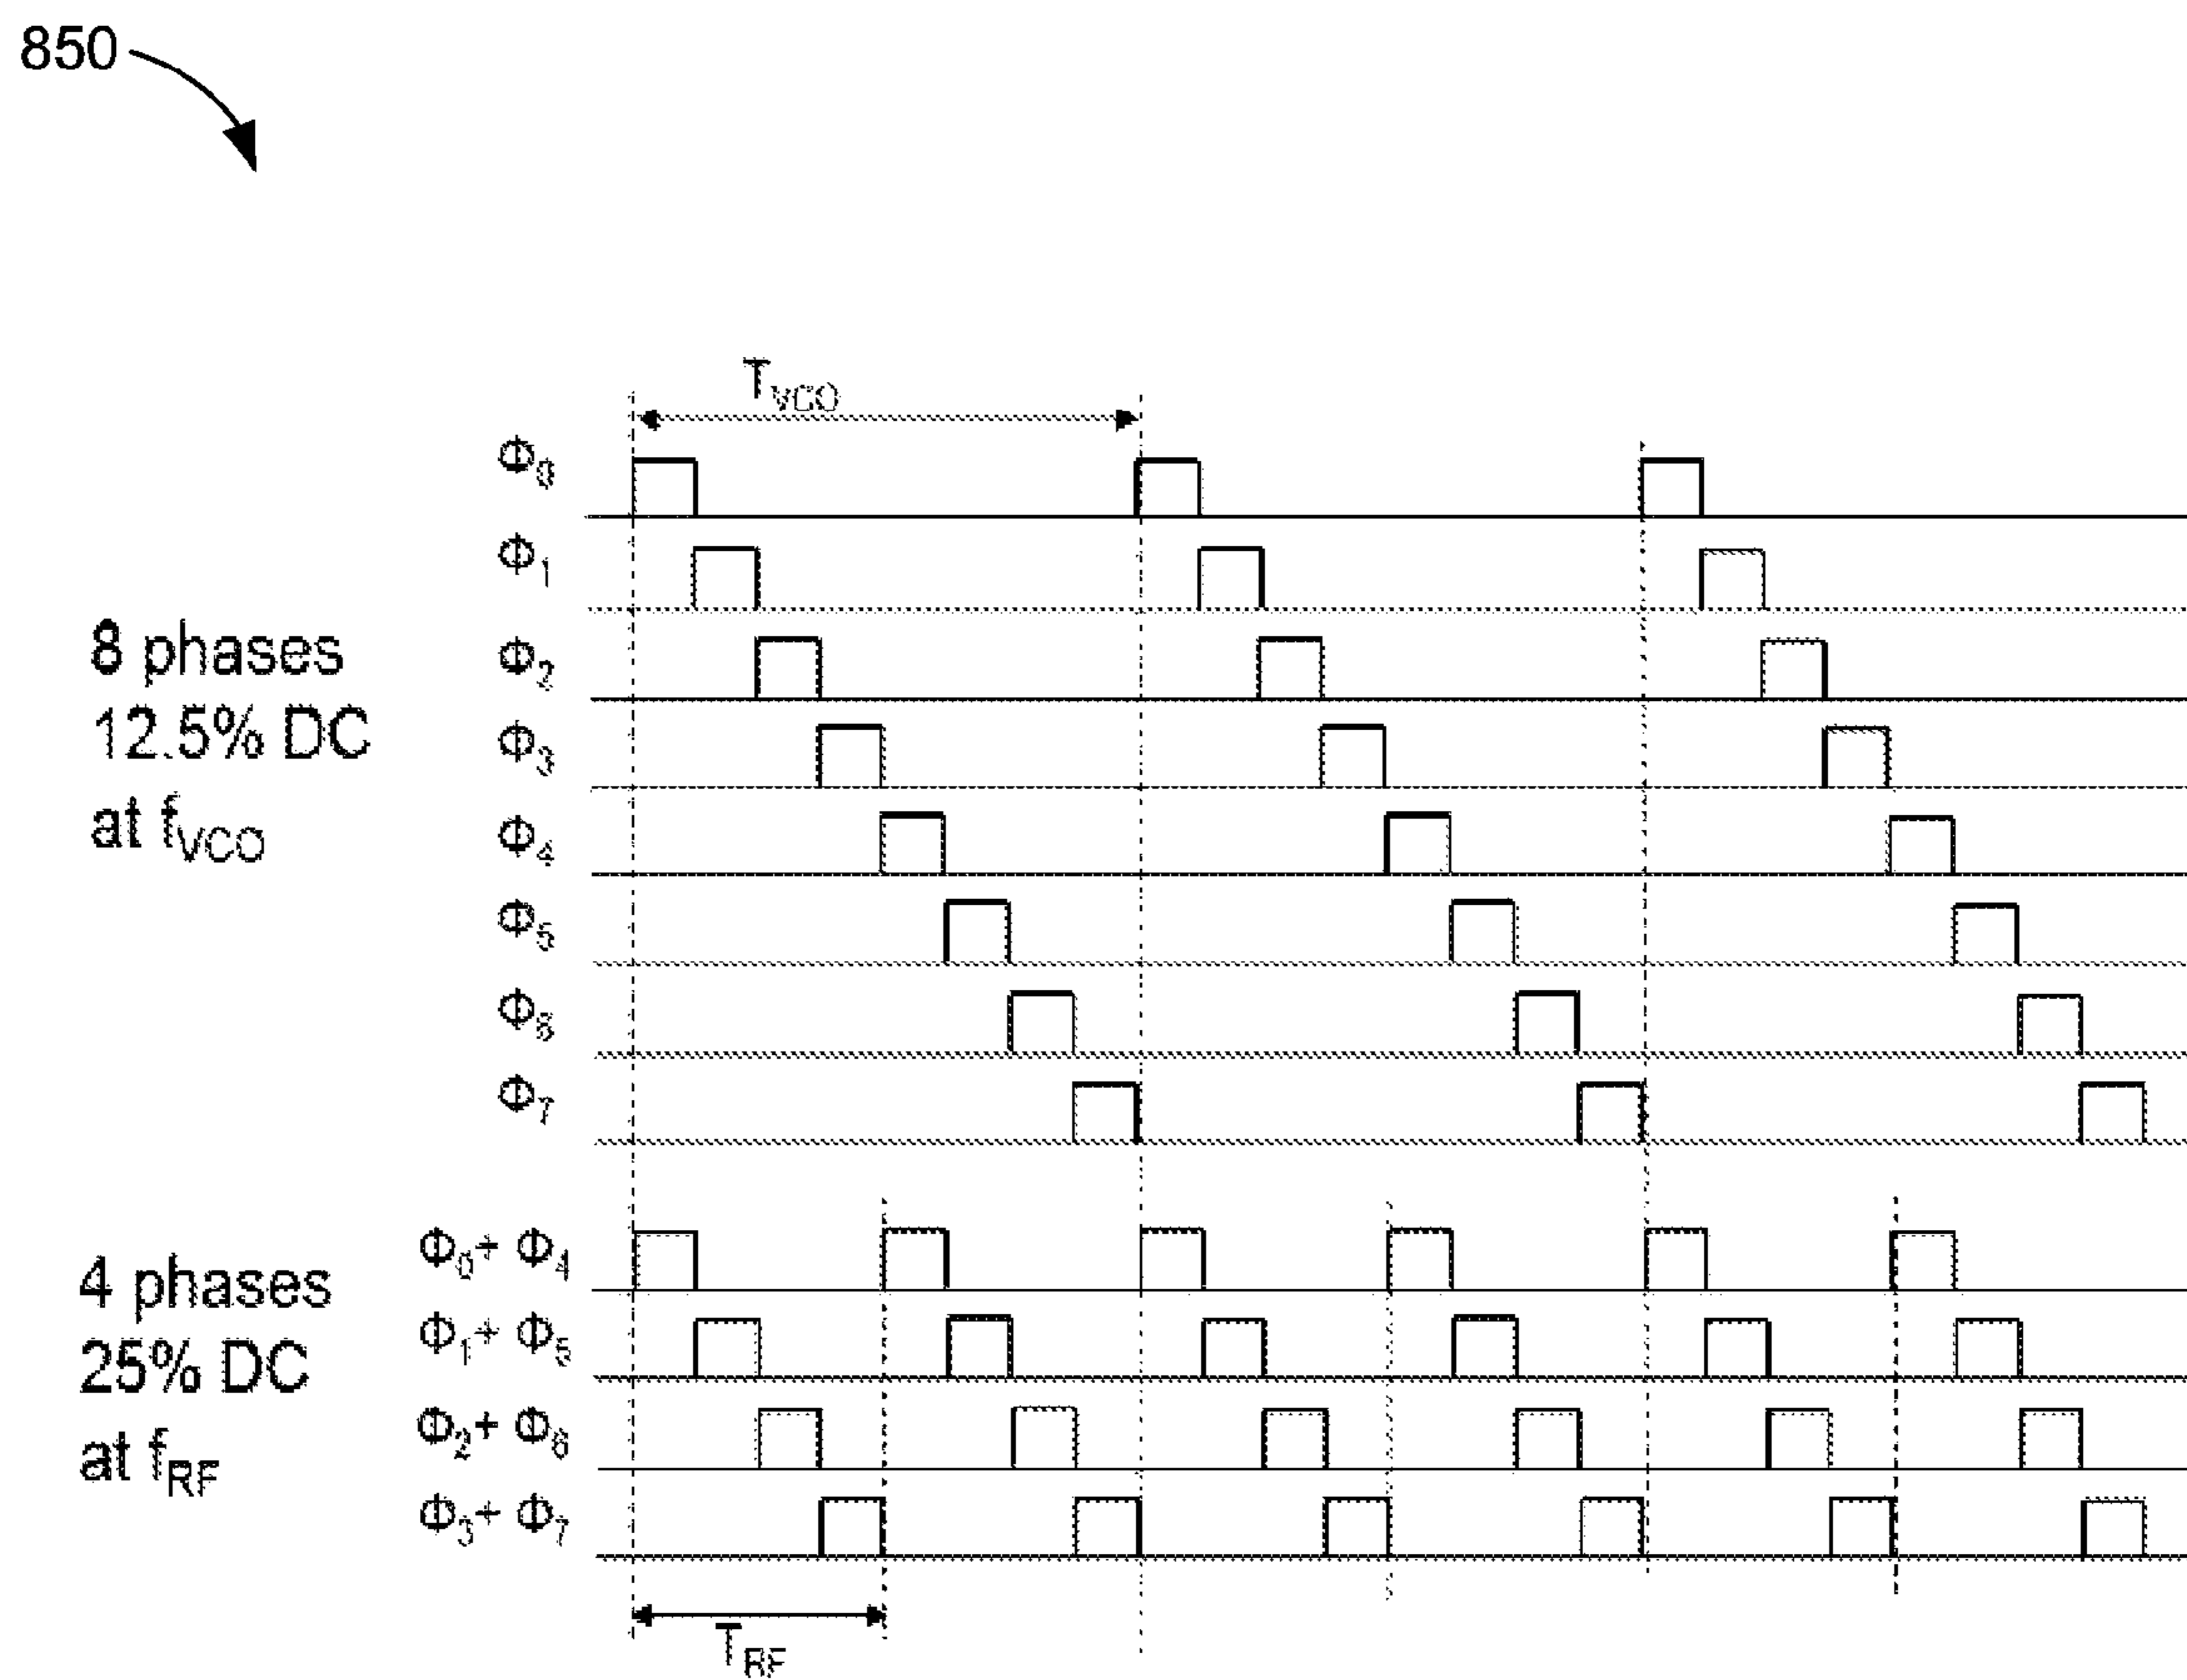 850
T_VCO
Φ_0
Φ_1
Φ_2
Φ_3
Φ_4
Φ_5
Φ_6
Φ_7
8 phases
12.5% DC
at f_VCO
Φ_0+ Φ_4
Φ_1+ Φ_5
Φ_2+ Φ_6
Φ_3+ Φ_7
4 phases
25% DC
at f_RF
T_RF